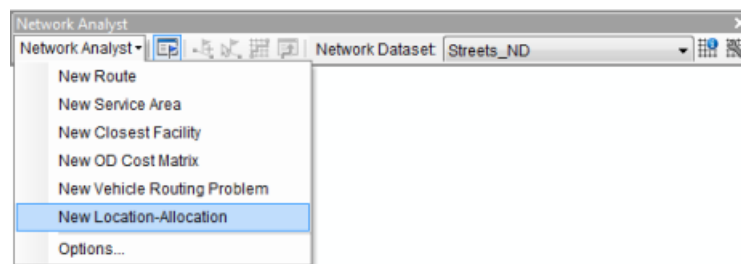 Network Analyst
Network Analyst Network Dataset: Streets_ND
New Route
New Service Area
New Closest Facility
New OD Cost Matrix
New Vehicle Routing Problem
New Location-Allocation
Options...